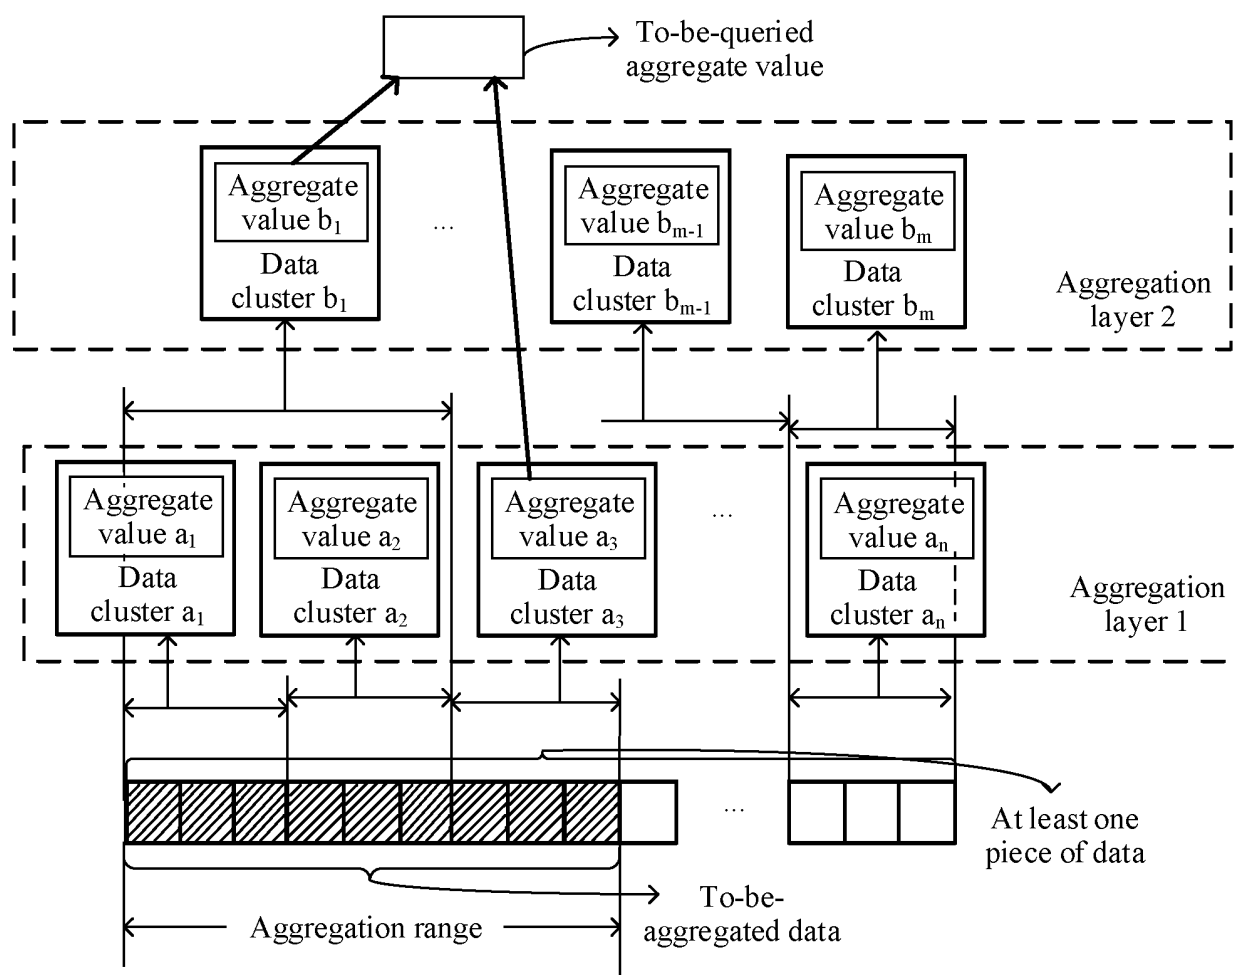 To-be-queried
aggregate value
Aggregate
value b1
Data
cluster b1
...
Aggregate
value bm-1
Data
cluster bm-1
Aggregate
value bm
Data
cluster bm
Aggregation
layer 2
Aggregate
value a1
Data
cluster a1
Aggregate
value a2
Data
cluster a2
Aggregate
value a3
Data
cluster a3
...
Aggregate
value an
Data
cluster an
Aggregation
layer 1
...
At least one
piece of data
To-be-
aggregated data
Aggregation range